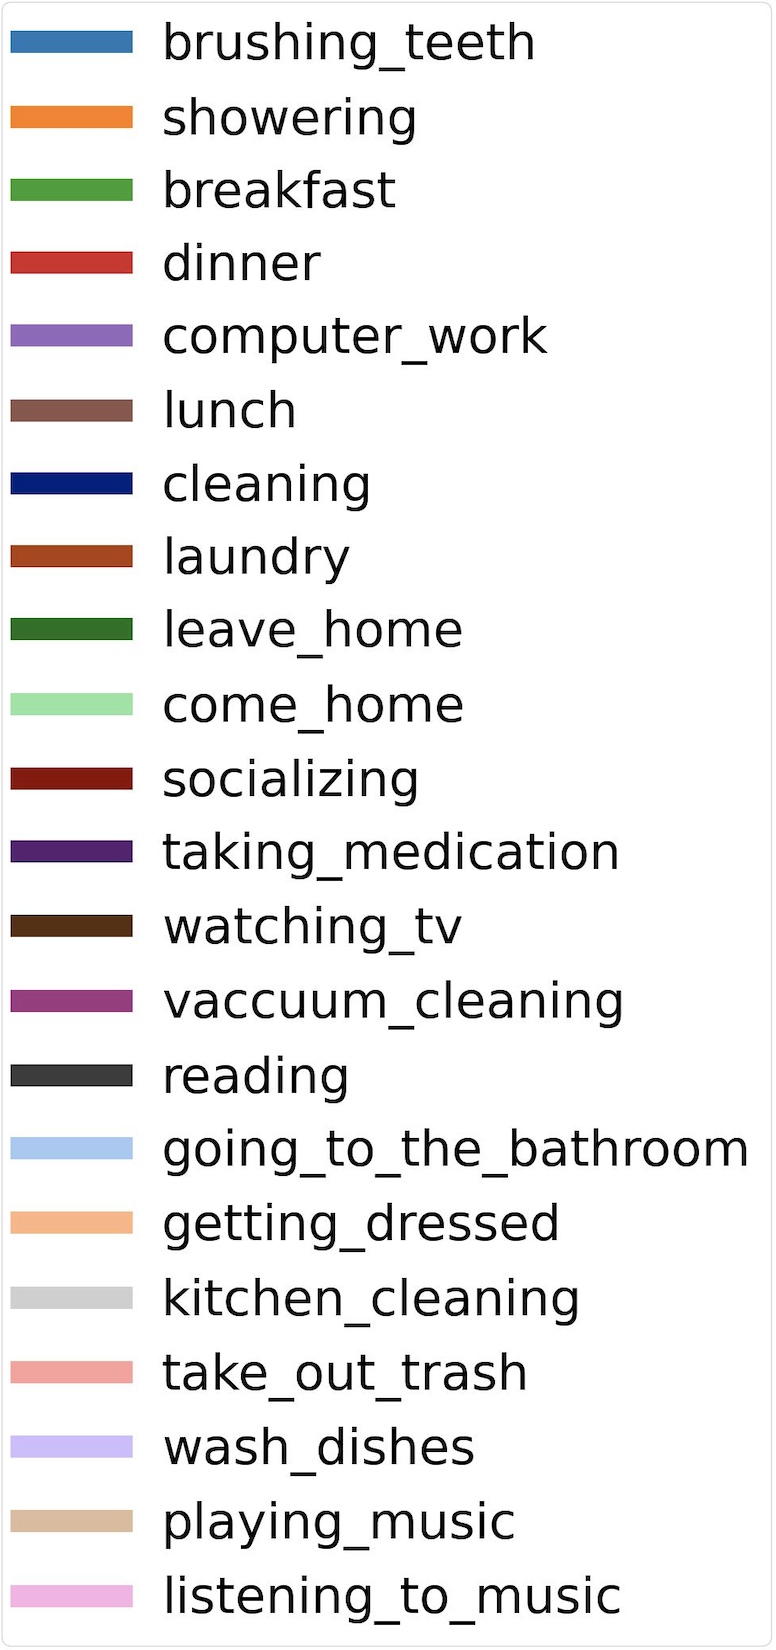 brushing_teeth
showering
breakfast
dinner
computer_work
lunch
cleaning
laundry
leave_home
come_home
socializing
taking_medication
watching_tv
vaccuum_cleaning
reading
going_to_the_bathroom
getting_dressed
kitchen_cleaning
take_out_trash
wash_dishes
playing_music
listening_to_music